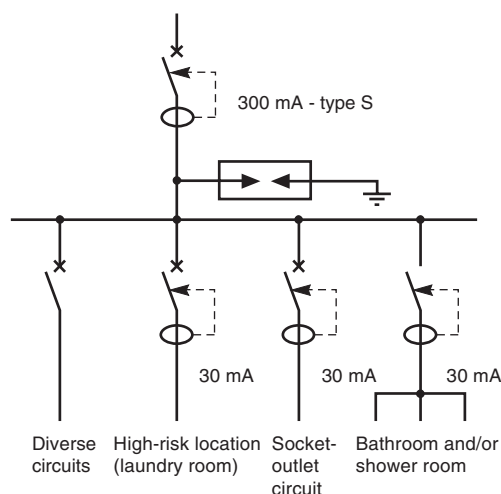 300 mA - type S
30 mA
30 mA
30 mA
Diverse
circuits
High-risk location
(laundry room)
Socket-
outlet
circuit
Bathroom and/or
shower room